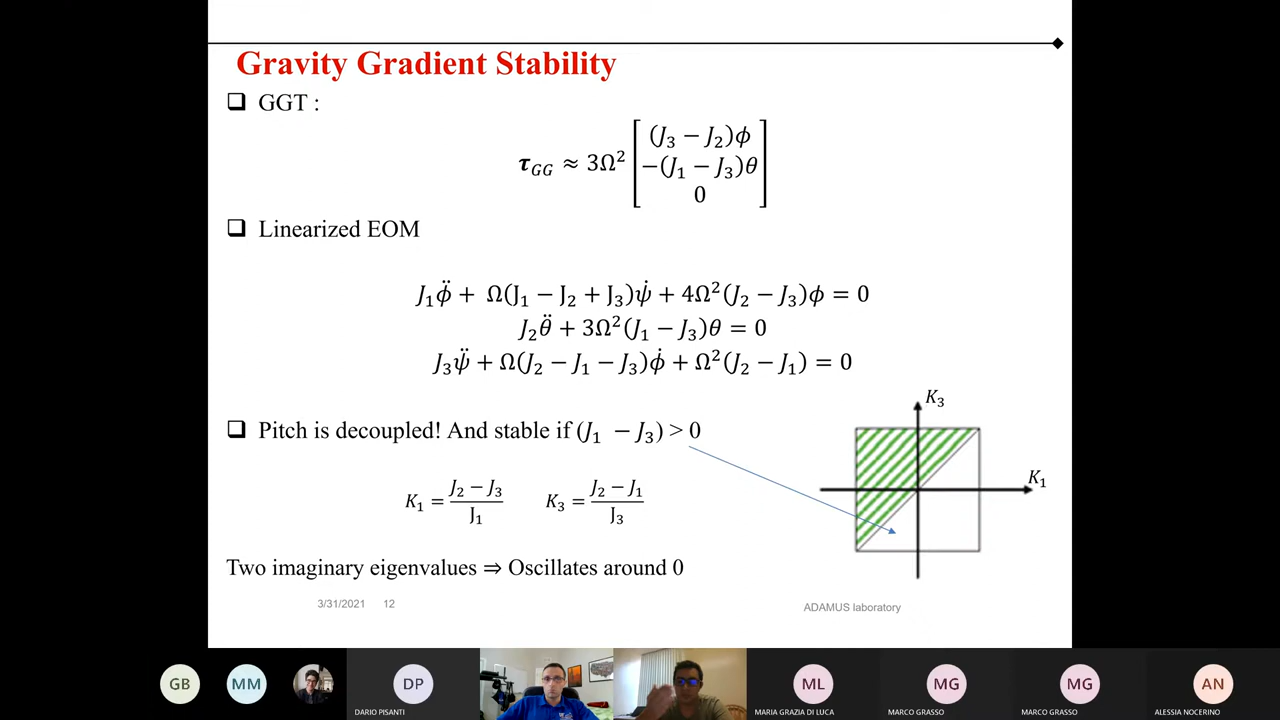 Gravity Gradient Stability
❑ GGT :
𝝉_GG ≈ 3Ω² [ (J₃ − J₂)ϕ
−(J₁ − J₃)θ
0 ]
❑ Linearized EOM
J₁ϕ̈ + Ω(J₁ − J₂ + J₃)ψ̇ + 4Ω²(J₂ − J₃)ϕ = 0
J₂θ̈ + 3Ω²(J₁ − J₃)θ = 0
J₃ψ̈ + Ω(J₂ − J₁ − J₃)ϕ̇ + Ω²(J₂ − J₁) = 0
❑ Pitch is decoupled! And stable if (J₁ − J₃) > 0
K₁ = (J₂ − J₃)/J₁ K₃ = (J₂ − J₁)/J₃
K₃
K₁
Two imaginary eigenvalues ⇒ Oscillates around 0
3/31/2021 12
ADAMUS laboratory
GB MM DP ML MG MG AN
DARIO PISANTI MARIA GRAZIA DI LUCA MARCO GRASSO MARCO GRASSO ALESSIA NOCERINO